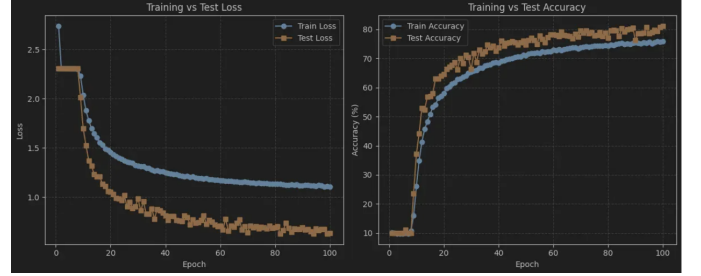 Training vs Test Loss
Train Loss
Test Loss
2.5
2.0
1.5
1.0
Loss
0
20
40
60
80
100
Epoch
Training vs Test Accuracy
Train Accuracy
Test Accuracy
80
70
60
50
40
30
20
10
Accuracy (%)
0
20
40
60
80
100
Epoch